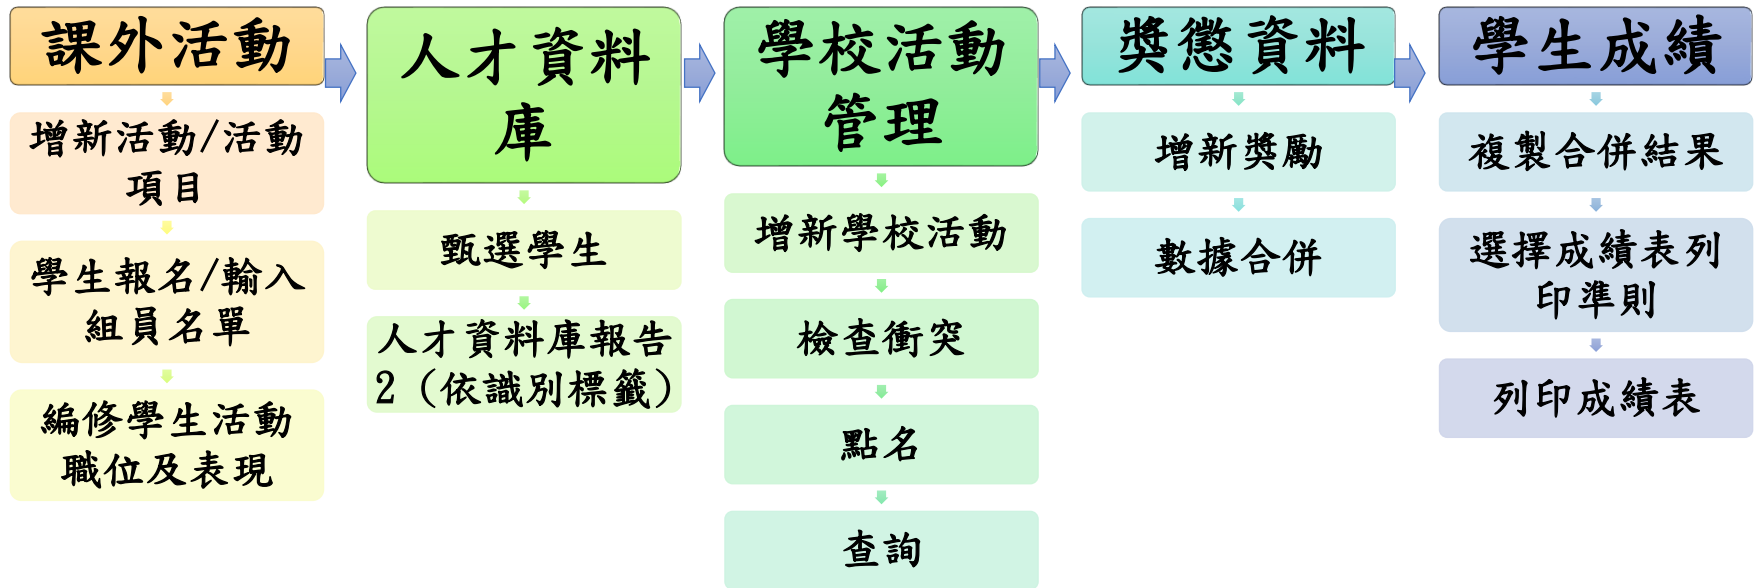 課外活動
增新活動/活動
項目
學生報名/輸入
組員名單
編修學生活動
職位及表現
人才資料
庫
甄選學生
人才資料庫報告
2（依識別標籤）
學校活動
管理
增新學校活動
檢查衝突
點名
查詢
獎懲資料
增新獎勵
數據合併
學生成績
複製合併結果
選擇成績表列
印準則
列印成績表